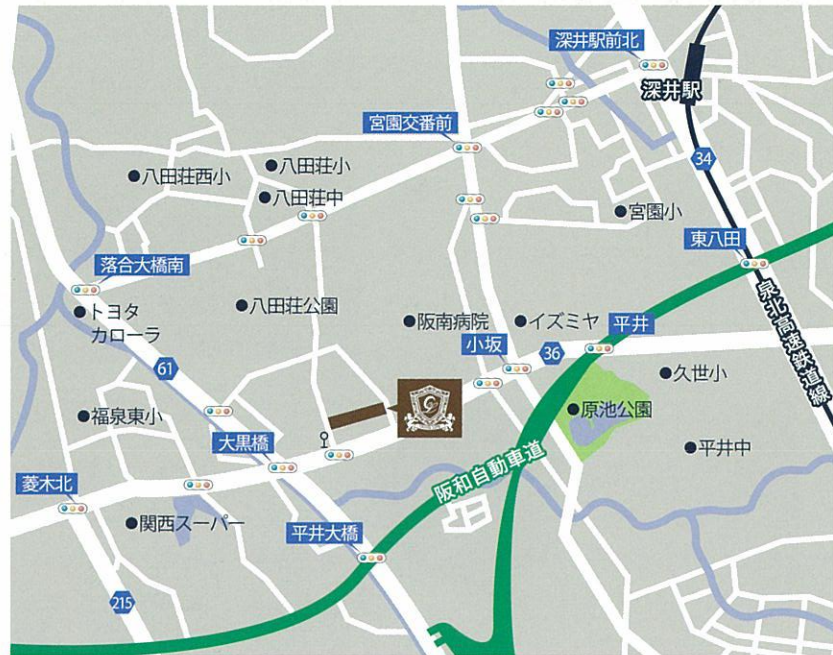 深井駅前北
深井駅
宮園交番前
34
八田荘小
八田荘西小
八田荘中
宮園小
東八田
落合大橋南
八田荘公園
トヨタ
カローラ
阪南病院
イズミヤ
平井
小坂
36
泉北高速鉄道線
61
久世小
福泉東小
原池公園
大黒橋
平井中
阪和自動車道
菱木北
関西スーパー
平井大橋
215